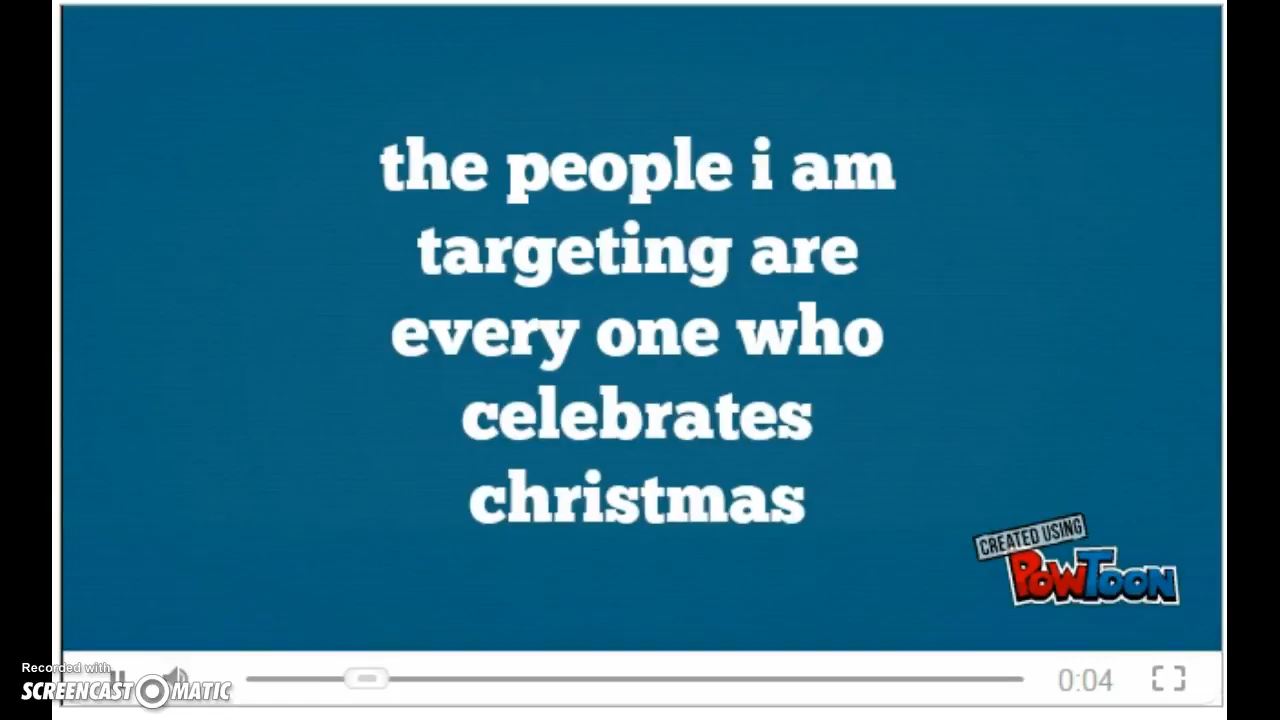 the people i am
targeting are
every one who
celebrates
christmas
CREATED USING
POWTOON
Recorded with
SCREENCAST-O-MATIC
0:04